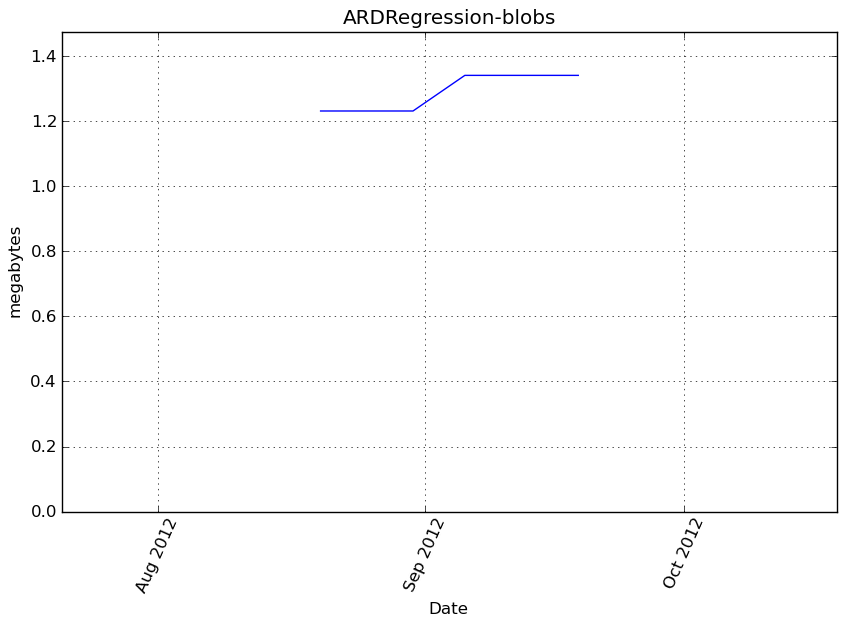 ARDRegression-blobs
megabytes
1.4
1.2
1.0
0.8
0.6
0.4
0.2
0.0
Aug 2012
Sep 2012
Oct 2012
Date